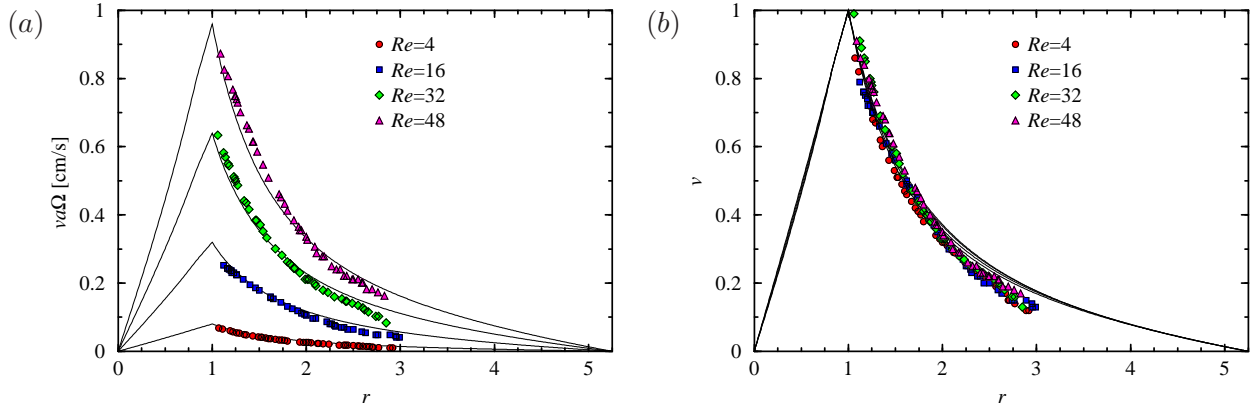 (a)
vaΩ [cm/s]
1
0.8
0.6
0.4
0.2
0
0 1 2 3 4 5
r
Re=4
Re=16
Re=32
Re=48
(b)
v
1
0.8
0.6
0.4
0.2
0
0 1 2 3 4 5
r
Re=4
Re=16
Re=32
Re=48